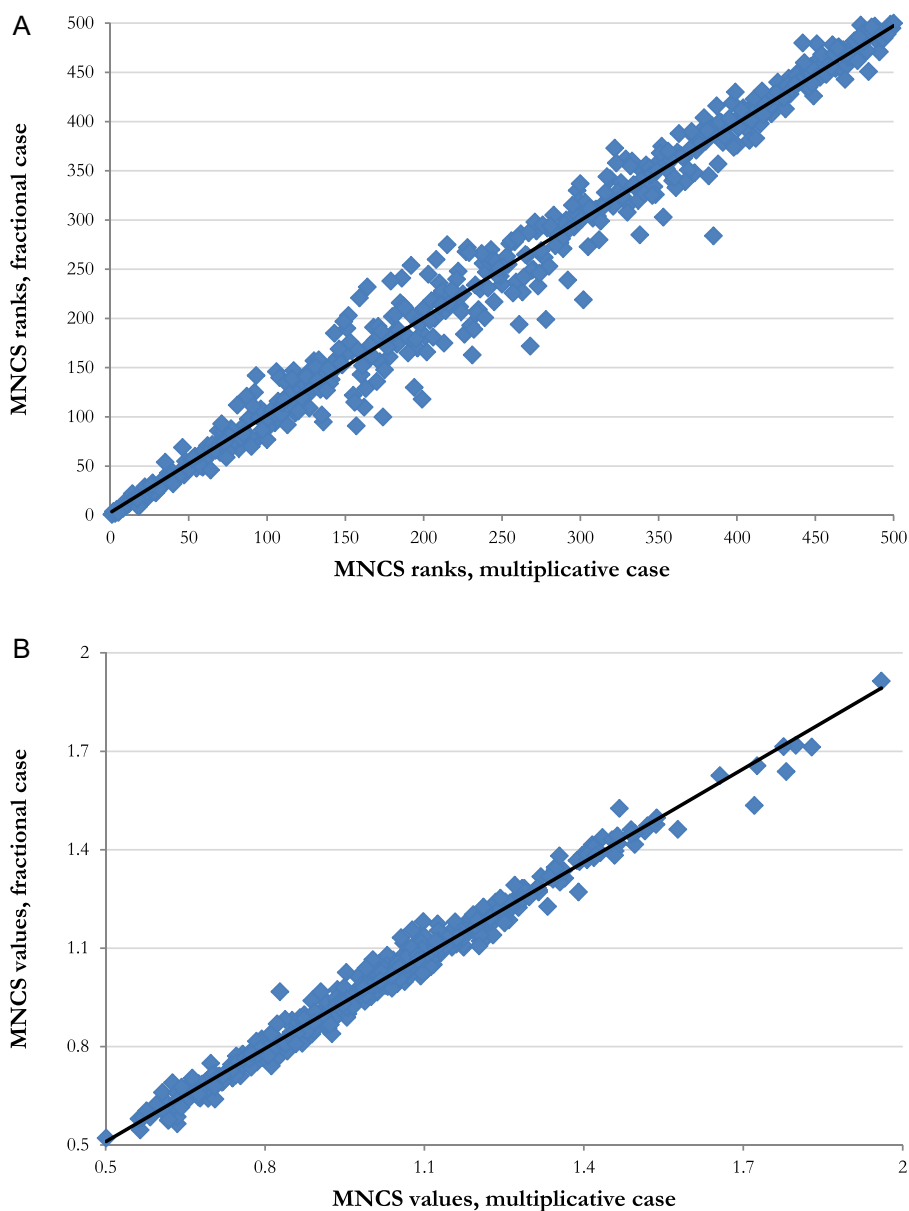 A
MNCS ranks, fractional case
500
450
400
350
300
250
200
150
100
50
0
0 50 100 150 200 250 300 350 400 450 500
MNCS ranks, multiplicative case
B
MNCS values, fractional case
2
1.7
1.4
1.1
0.8
0.5
0.5 0.8 1.1 1.4 1.7 2
MNCS values, multiplicative case